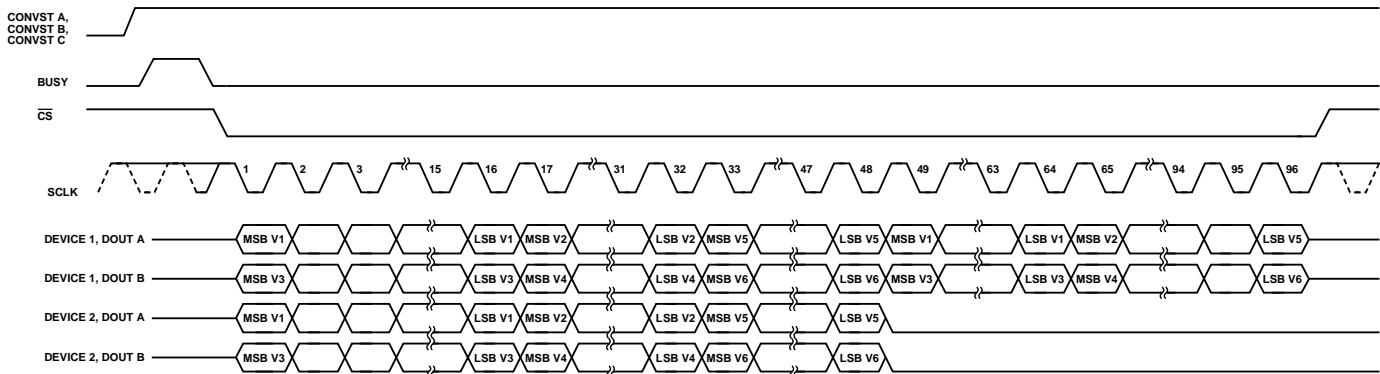 CONVST A,
CONVST B,
CONVST C
BUSY
CS
SCLK
1 2 3 15 16 17 31 32 33 47 48 49 63 64 65 94 95 96
DEVICE 1, DOUT A MSB V1 LSB V1 MSB V2 LSB V2 MSB V5 LSB V5 MSB V1 LSB V1 MSB V2 LSB V5
DEVICE 1, DOUT B MSB V3 LSB V3 MSB V4 LSB V4 MSB V6 LSB V6 MSB V3 LSB V3 MSB V4 LSB V6
DEVICE 2, DOUT A MSB V1 LSB V1 MSB V2 LSB V2 MSB V5 LSB V5
DEVICE 2, DOUT B MSB V3 LSB V3 MSB V4 LSB V4 MSB V6 LSB V6